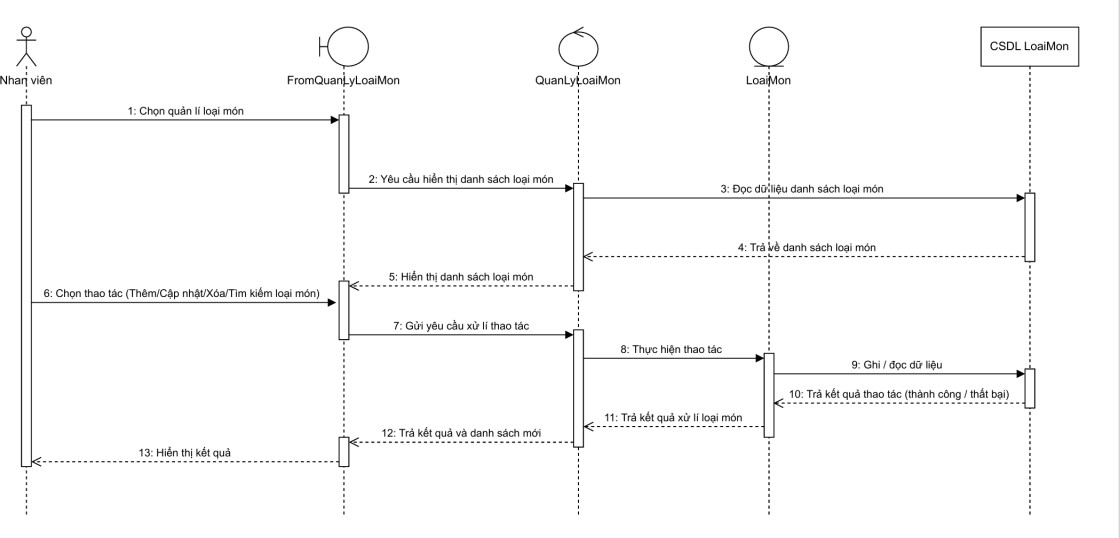 CSDL LoaiMon
Nhan viên
FromQuanLyLoaiMon
QuanLyLoaiMon
LoaiMon
1: Chọn quản lí loại món
2: Yêu cầu hiển thị danh sách loại món
3: Đọc dữ liệu danh sách loại món
4: Trả về danh sách loại món
5: Hiển thị danh sách loại món
6: Chọn thao tác (Thêm/Cập nhật/Xóa/Tìm kiếm loại món)
7: Gửi yêu cầu xử lí thao tác
8: Thực hiện thao tác
9: Ghi / đọc dữ liệu
10: Trả kết quả thao tác (thành công / thất bại)
11: Trả kết quả xử lí loại món
12: Trả kết quả và danh sách mới
13: Hiển thị kết quả